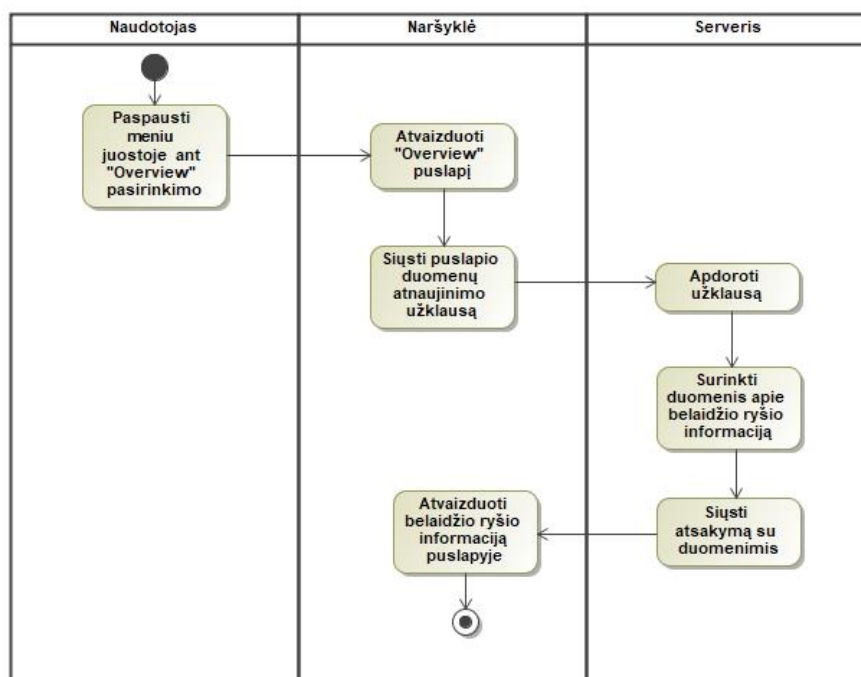 Naudotojas
Naršyklė
Serveris
Paspausti
meniu
juostoje ant
"Overview"
pasirinkimo
Atvaizduoti
"Overview"
puslapį
Siųsti puslapio
duomenų
atnaujinimo
užklausą
Apdoroti
užklausą
Surinkti
duomenis apie
belaidžio ryšio
informaciją
Siųsti
atsakymą su
duomenimis
Atvaizduoti
belaidžio ryšio
informaciją
puslapyje